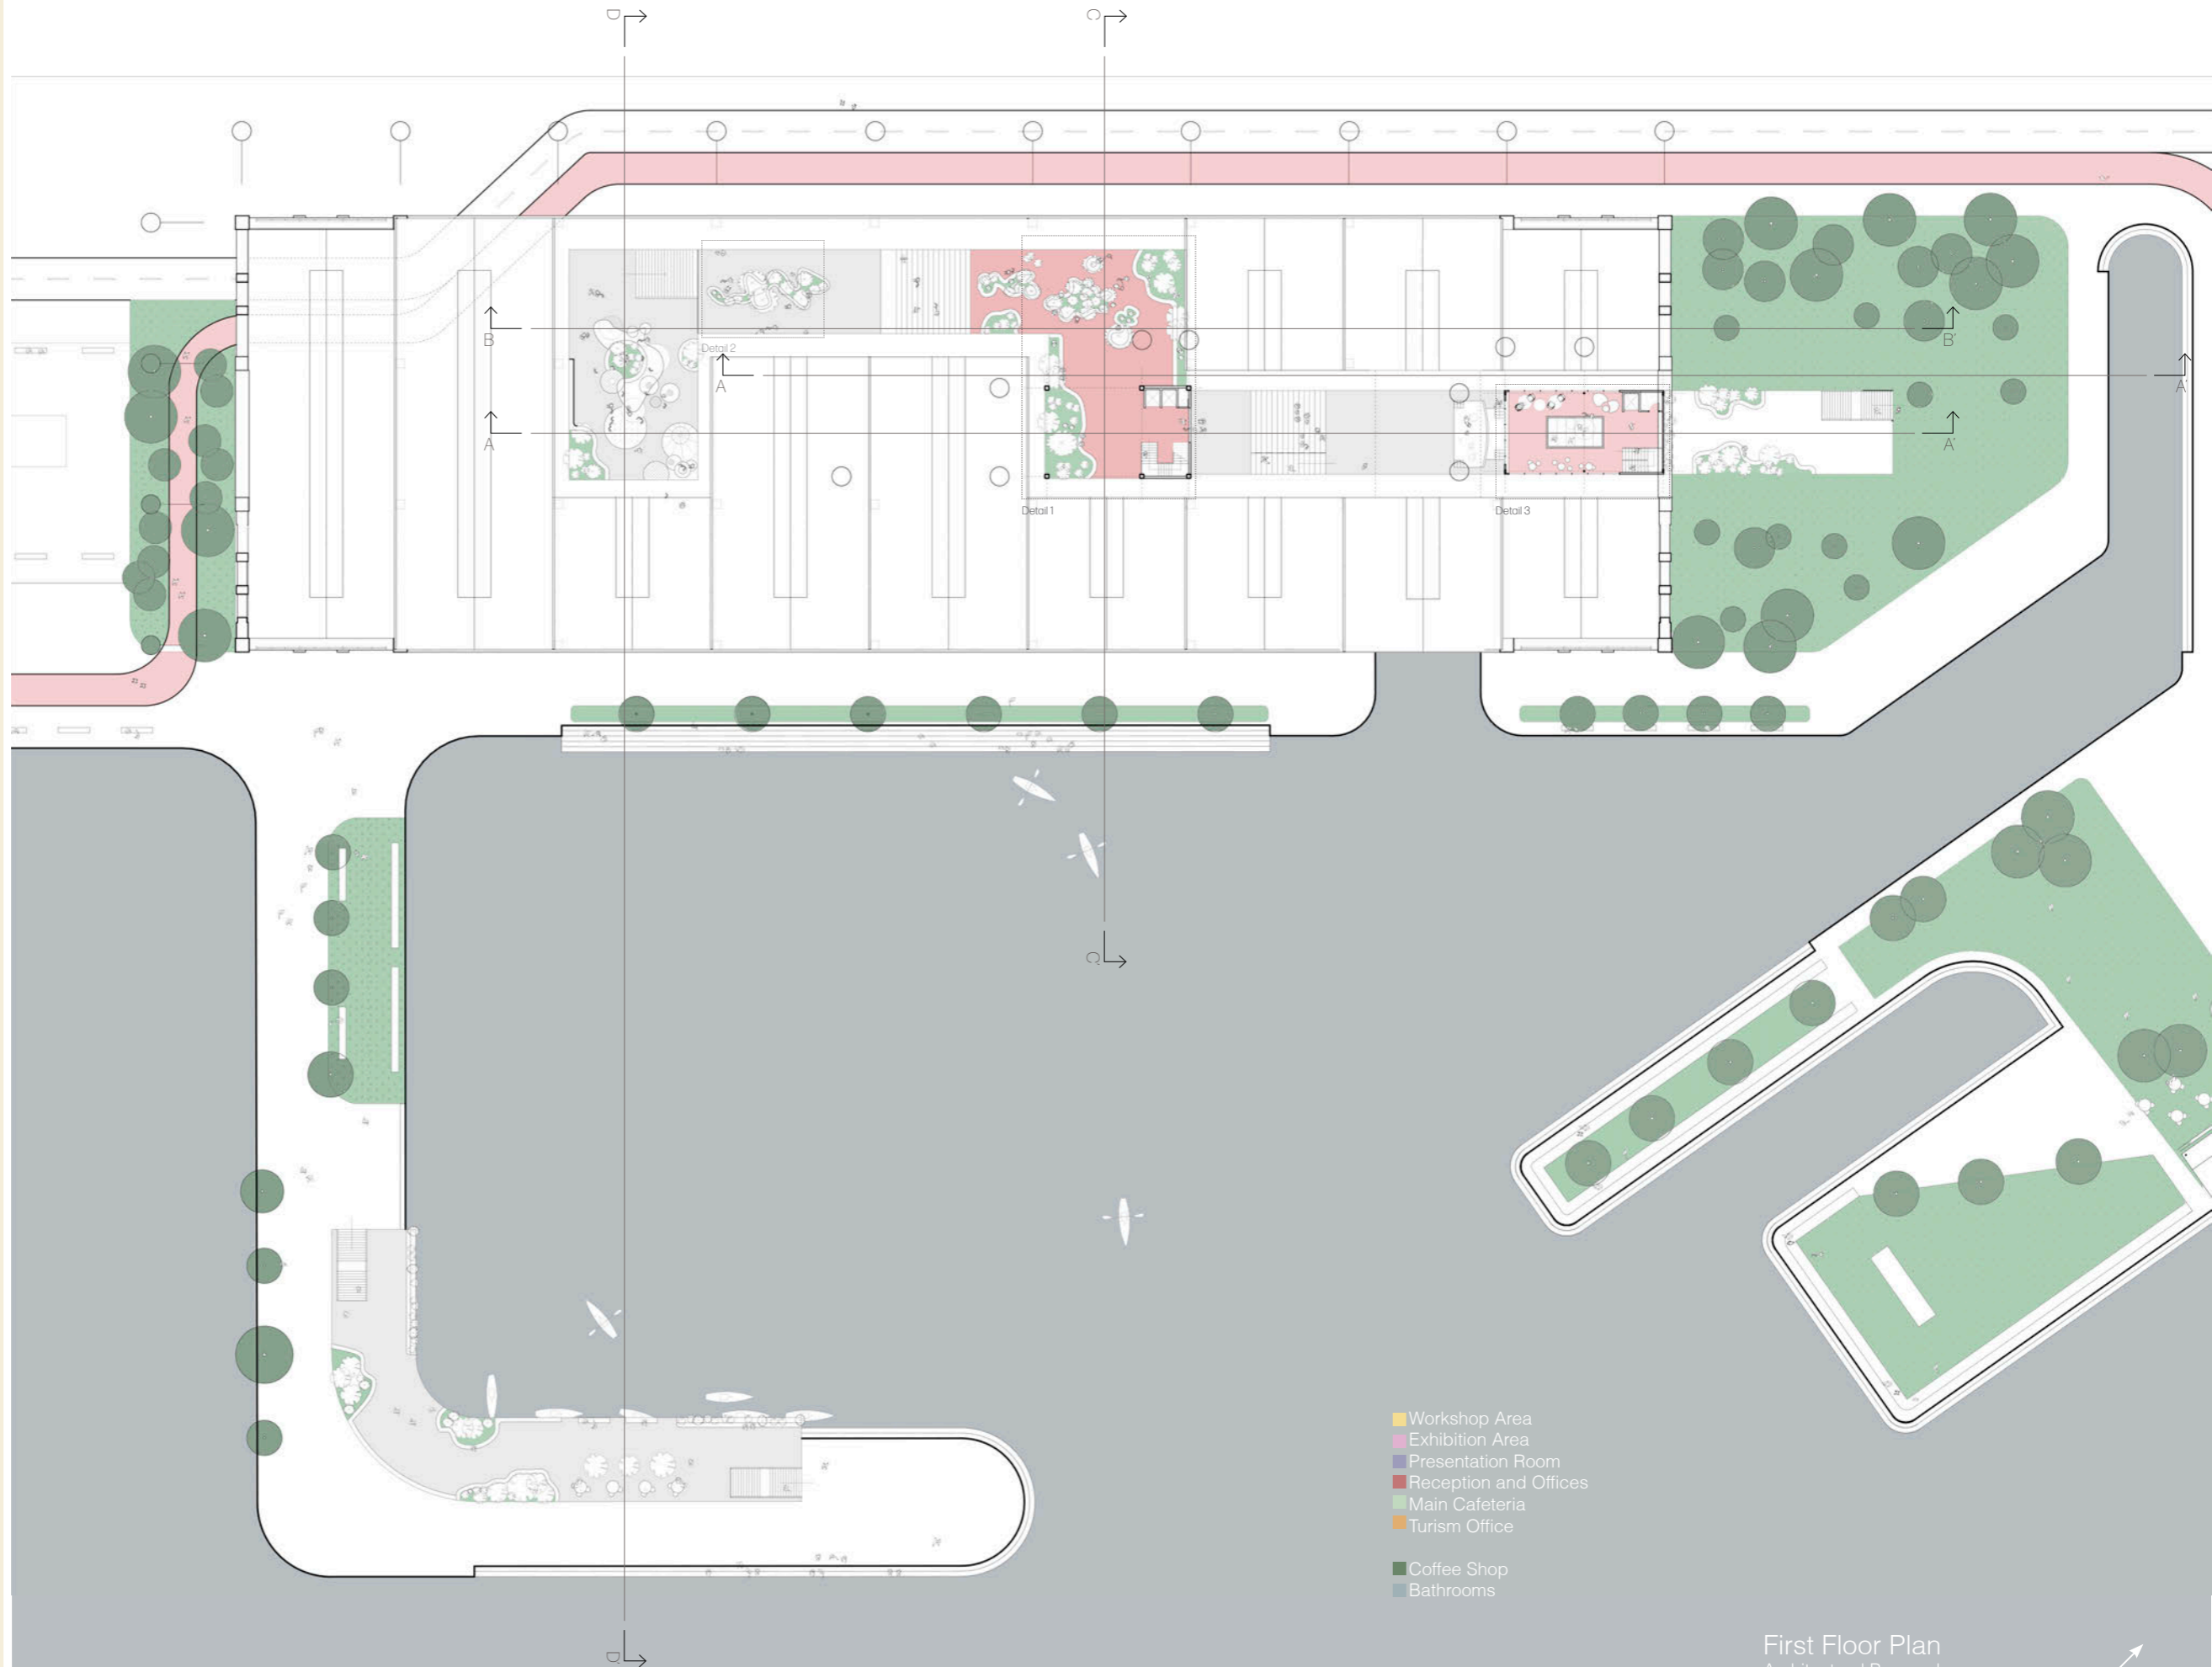 D
C
B
B'
A
A'
Detail 2
A
A'
Detail 1
Detail 3
C'
Workshop Area
Exhibition Area
Presentation Room
Reception and Offices
Main Cafeteria
Turism Office
Coffee Shop
Bathrooms
First Floor Plan
D'